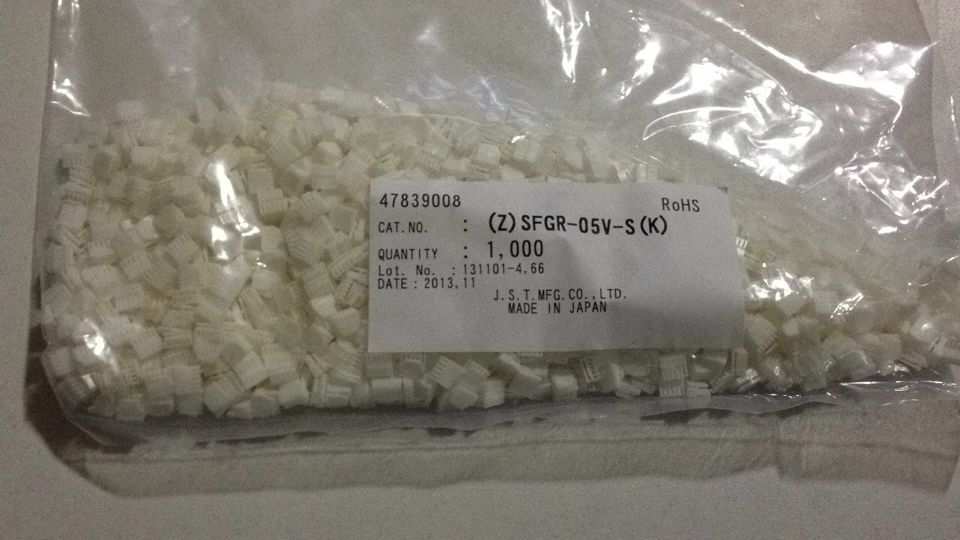 47839008 RoHS
CAT.NO. : (Z)SFGR-05V-S(K)
QUANTITY : 1,000
Lot. No. : 131101-4.66
DATE : 2013.11
J.S.T.MFG.CO.,LTD.
MADE IN JAPAN